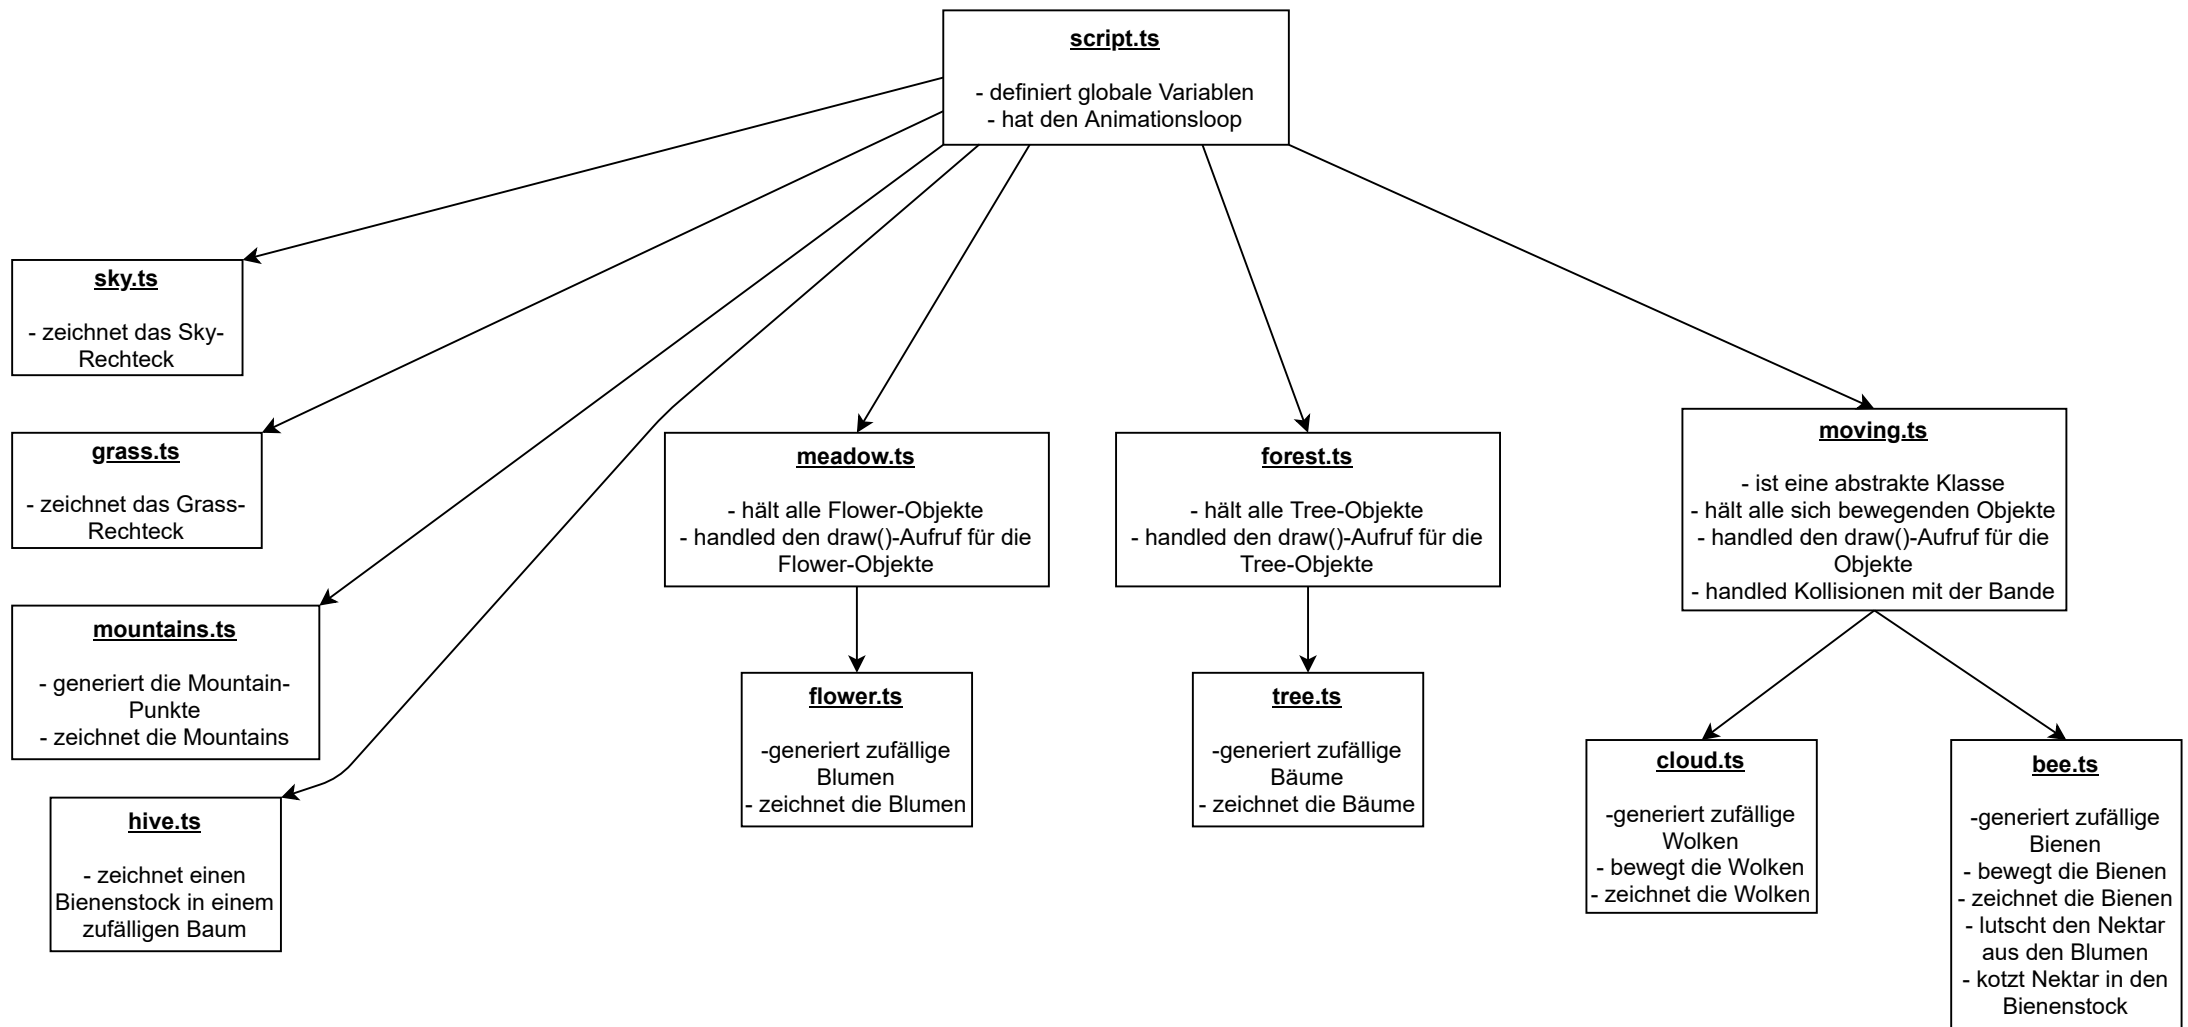 script.ts
- definiert globale Variablen
- hat den Animationsloop
sky.ts
- zeichnet das Sky-
Rechteck
grass.ts
- zeichnet das Grass-
Rechteck
mountains.ts
- generiert die Mountain-
Punkte
- zeichnet die Mountains
hive.ts
- zeichnet einen
Bienenstock in einem
zufälligen Baum
meadow.ts
- hält alle Flower-Objekte
- handled den draw()-Aufruf für die
Flower-Objekte
flower.ts
-generiert zufällige
Blumen
- zeichnet die Blumen
forest.ts
- hält alle Tree-Objekte
- handled den draw()-Aufruf für die
Tree-Objekte
tree.ts
-generiert zufällige
Bäume
- zeichnet die Bäume
moving.ts
- ist eine abstrakte Klasse
- hält alle sich bewegenden Objekte
- handled den draw()-Aufruf für die
Objekte
- handled Kollisionen mit der Bande
cloud.ts
-generiert zufällige
Wolken
- bewegt die Wolken
- zeichnet die Wolken
bee.ts
-generiert zufällige
Bienen
- bewegt die Bienen
- zeichnet die Bienen
- lutscht den Nektar
aus den Blumen
- kotzt Nektar in den
Bienenstock